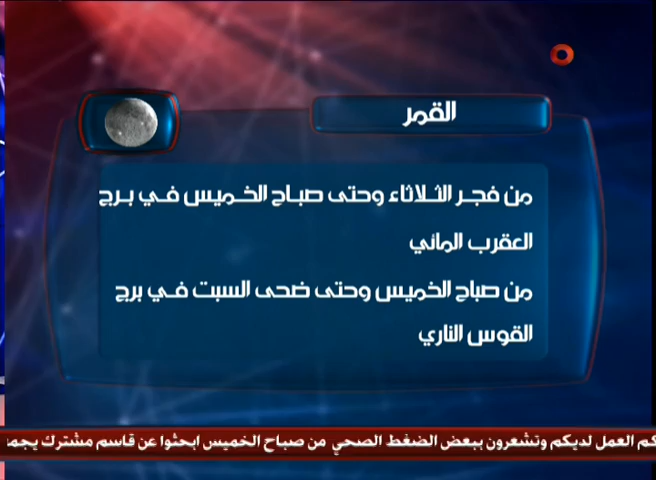 القمر
من فجر الثلاثاء وحتى صباح الخميس في برج
العقرب المائي
من صباح الخميس وحتى ضحى السبت في برج
القوس الناري
العمل لديكم وتشعرون ببعض الضغط الصحي من صباح الخميس ابحثوا عن قاسم مشترك